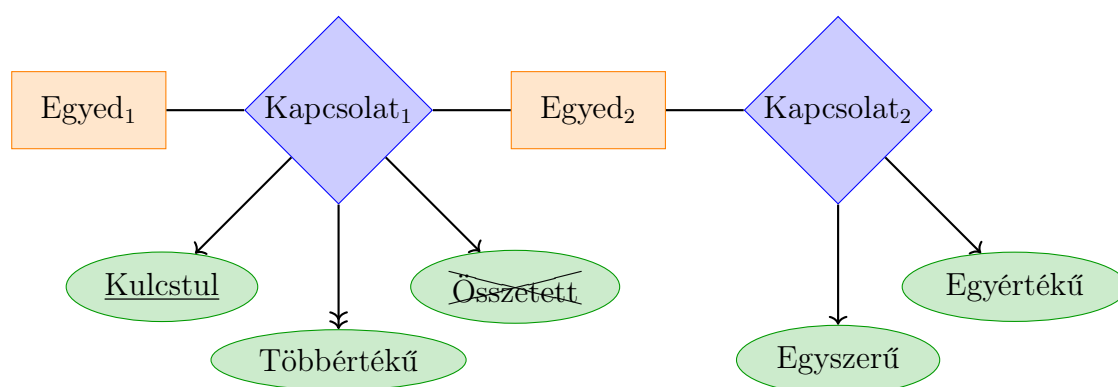 Egyed₁
Kapcsolat₁
Egyed₂
Kapcsolat₂
Kulcstul
Összetett
Egyértékű
Többértékű
Egyszerű